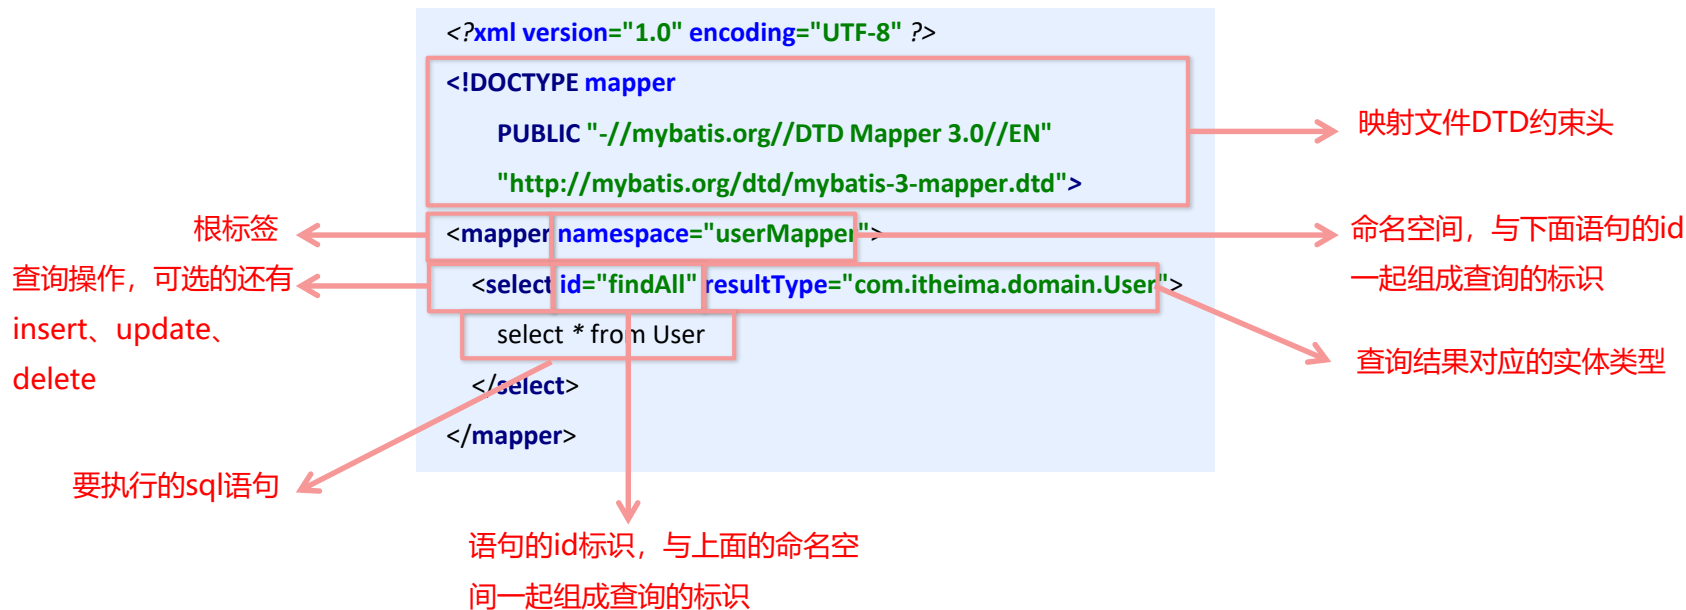 <?xml version="1.0" encoding="UTF-8" ?>
<!DOCTYPE mapper
PUBLIC "-//mybatis.org//DTD Mapper 3.0//EN"
"http://mybatis.org/dtd/mybatis-3-mapper.dtd">
<mapper namespace="userMapper">
<select id="findAll" resultType="com.itheima.domain.User">
select * from User
</select>
</mapper>
映射文件DTD约束头
根标签
命名空间，与下面语句的id
一起组成查询的标识
查询操作，可选的还有
insert、update、
delete
查询结果对应的实体类型
要执行的sql语句
语句的id标识，与上面的命名空
间一起组成查询的标识